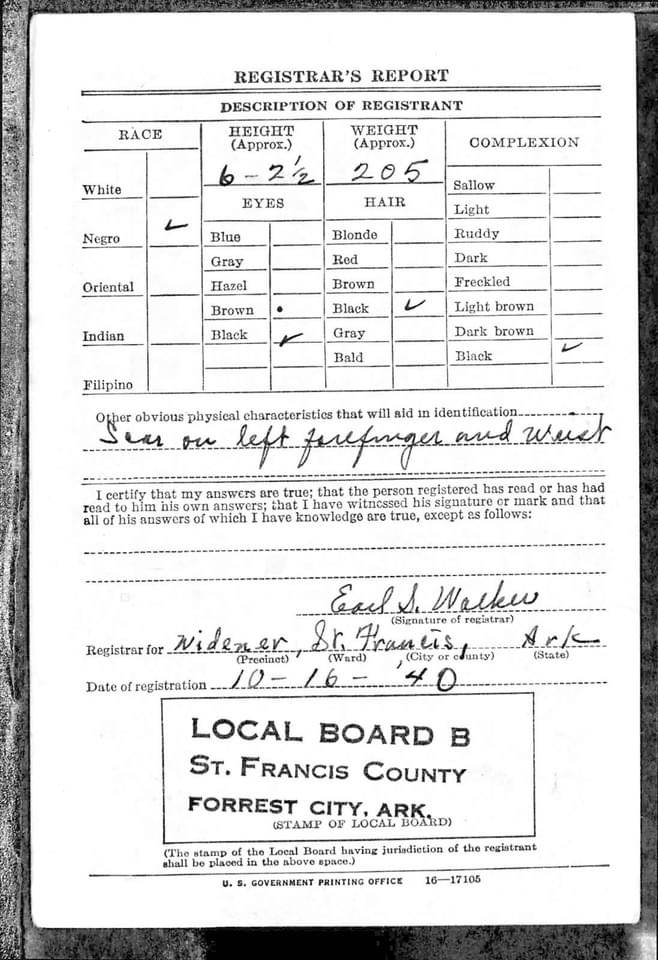 REGISTRAR'S REPORT
DESCRIPTION OF REGISTRANT
RACE
HEIGHT
(Approx.)
WEIGHT
(Approx.)
COMPLEXION
6-2½
205
White
Negro ✓
Oriental
Indian
Filipino
EYES
Blue
Gray
Hazel
Brown
Black ✓
HAIR
Blonde
Red
Brown
Black ✓
Gray
Bald
Sallow
Light
Ruddy
Dark
Freckled
Light brown
Dark brown
Black ✓
Other obvious physical characteristics that will aid in identification
Scar on left forefinger and Wrist
I certify that my answers are true; that the person registered has read or has had
read to him his own answers; that I have witnessed his signature or mark and that
all of his answers of which I have knowledge are true, except as follows:
Earl S. Walker
(Signature of registrar)
Registrar for Widener, St. Francis, Ark
(Precinct) (Ward) (City or county) (State)
Date of registration 10-16-'40
LOCAL BOARD B
ST. FRANCIS COUNTY
FORREST CITY, ARK.
(STAMP OF LOCAL BOARD)
(The stamp of the Local Board having jurisdiction of the registrant
shall be placed in the above space.)
U. S. GOVERNMENT PRINTING OFFICE 16—17105